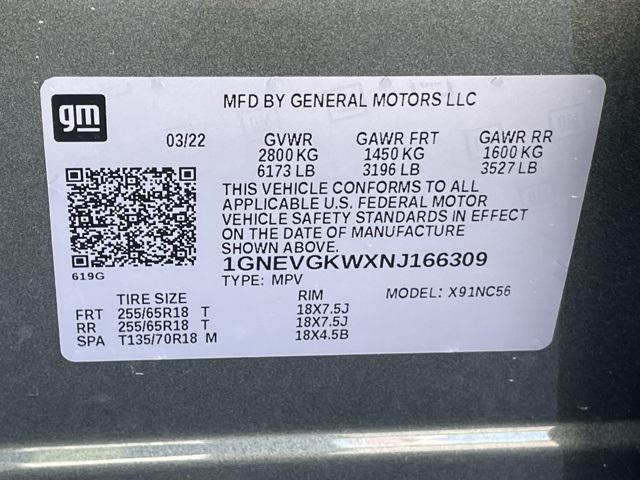 gm
MFD BY GENERAL MOTORS LLC
03/22 GVWR GAWR FRT GAWR RR
2800 KG 1450 KG 1600 KG
6173 LB 3196 LB 3527 LB
THIS VEHICLE CONFORMS TO ALL
APPLICABLE U.S. FEDERAL MOTOR
VEHICLE SAFETY STANDARDS IN EFFECT
ON THE DATE OF MANUFACTURE
SHOWN ABOVE.
1GNEVGKWXNJ166309
619G
TYPE: MPV MODEL: X91NC56
TIRE SIZE RIM
FRT 255/65R18 T 18X7.5J
RR 255/65R18 T 18X7.5J
SPA T135/70R18 M 18X4.5B